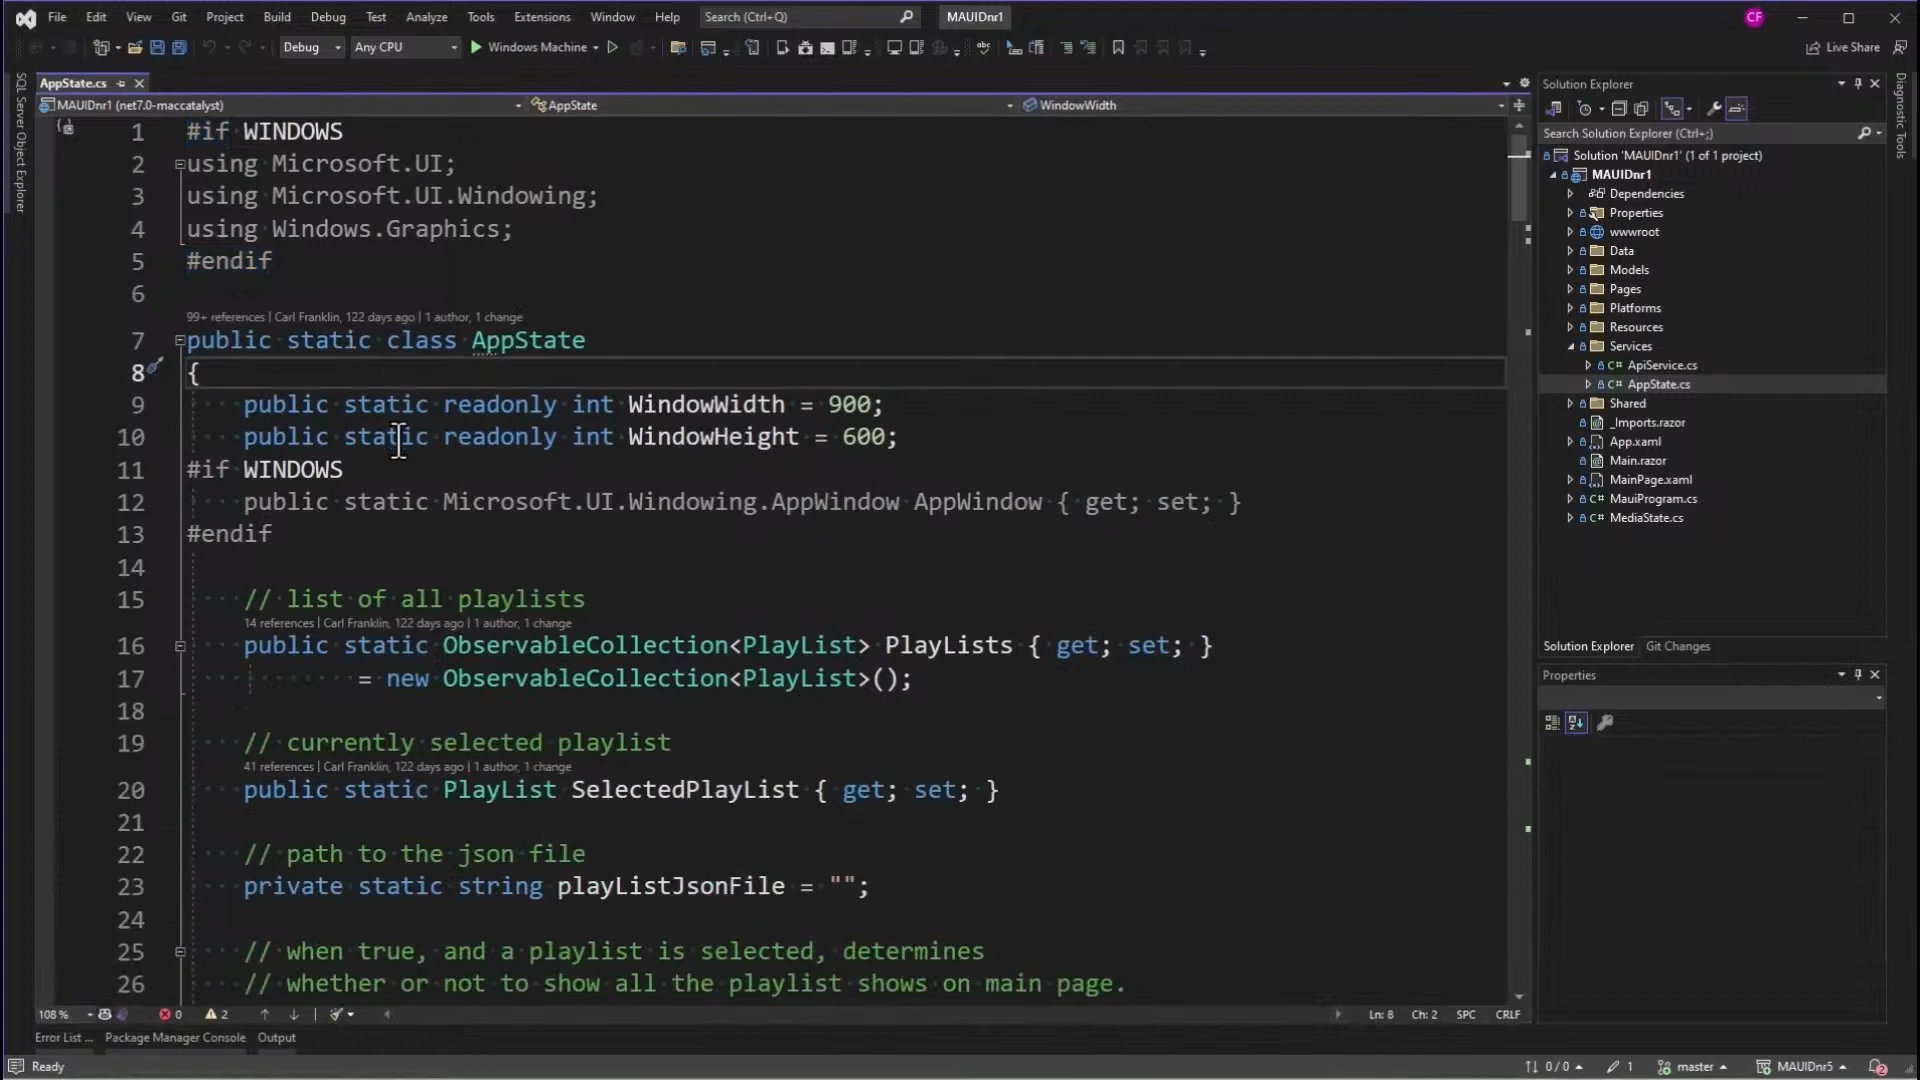 File Edit View Git Project Build Debug Test Analyze Tools Extensions Window Help Search (Ctrl+Q) MAUIDnr1 CF
Debug Any CPU Windows Machine Live Share
SQL Server Object Explorer
AppState.cs
MAUIDnr1 (net7.0-maccatalyst) AppState WindowWidth
1 #if WINDOWS
2 using Microsoft.UI;
3 using Microsoft.UI.Windowing;
4 using Windows.Graphics;
5 #endif
6
99+ references | Carl Franklin, 122 days ago | 1 author, 1 change
7 public static class AppState
8 {
9 public static readonly int WindowWidth = 900;
10 public static readonly int WindowHeight = 600;
11 #if WINDOWS
12 public static Microsoft.UI.Windowing.AppWindow AppWindow { get; set; }
13 #endif
14
15 // list of all playlists
14 references | Carl Franklin, 122 days ago | 1 author, 1 change
16 public static ObservableCollection<PlayList> PlayLists { get; set; }
17 = new ObservableCollection<PlayList>();
18
19 // currently selected playlist
41 references | Carl Franklin, 122 days ago | 1 author, 1 change
20 public static PlayList SelectedPlayList { get; set; }
21
22 // path to the json file
23 private static string playListJsonFile = "";
24
25 // when true, and a playlist is selected, determines
26 // whether or not to show all the playlist shows on main page.
108 % 0 2 Ln: 8 Ch: 2 SPC CRLF
Error List ... Package Manager Console Output
Solution Explorer
Search Solution Explorer (Ctrl+;)
Solution 'MAUIDnr1' (1 of 1 project)
MAUIDnr1
Dependencies
Properties
wwwroot
Data
Models
Pages
Platforms
Resources
Services
C# ApiService.cs
C# AppState.cs
Shared
_Imports.razor
App.xaml
Main.razor
MainPage.xaml
C# MauiProgram.cs
C# MediaState.cs
Solution Explorer Git Changes
Properties
Diagnostic Tools
Ready 0 / 0 1 master MAUIDnr5 2